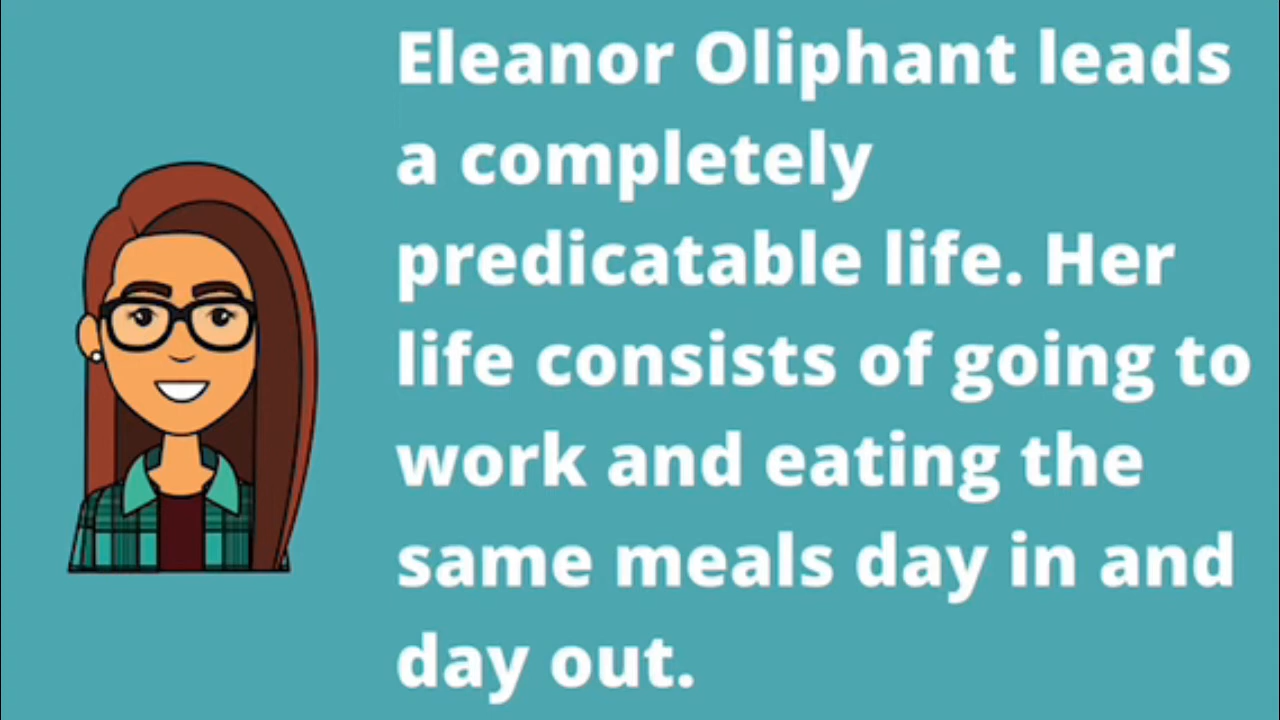 Eleanor Oliphant leads
a completely
predicatable life. Her
life consists of going to
work and eating the
same meals day in and
day out.